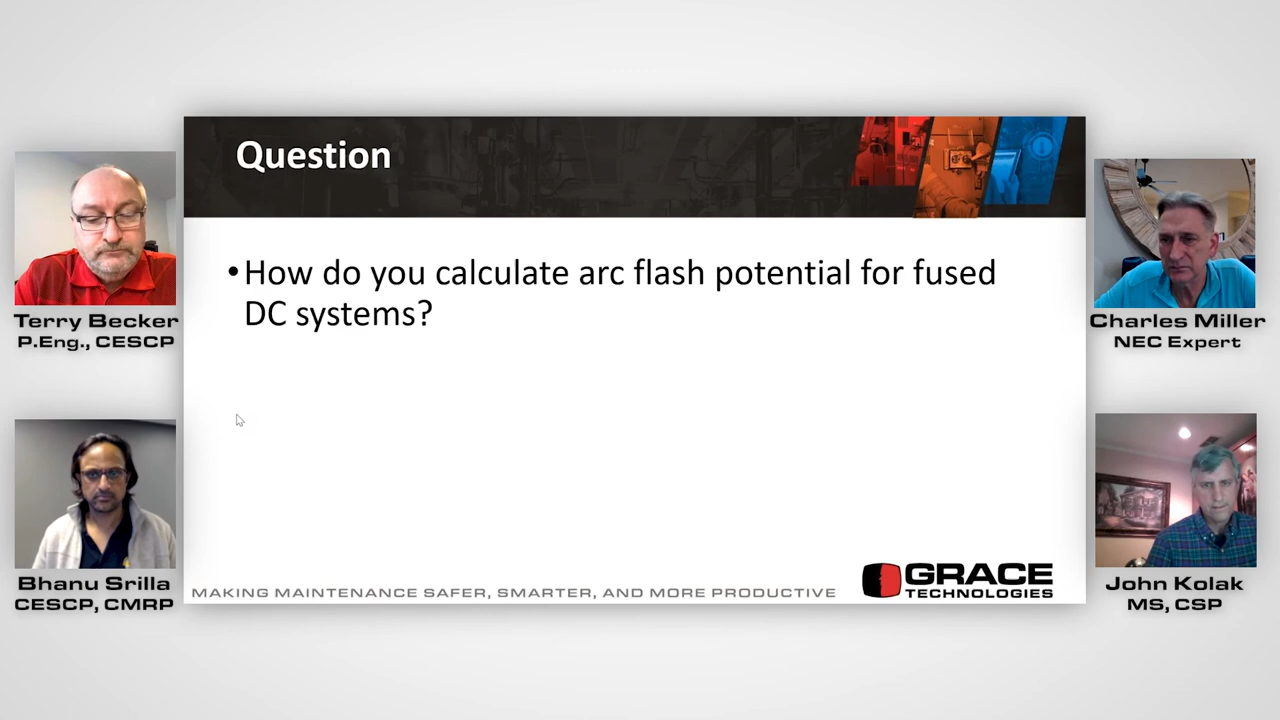 Question
• How do you calculate arc flash potential for fused
DC systems?
Terry Becker
P.Eng., CESCP
Charles Miller
NEC Expert
Bhanu Srilla
CESCP, CMRP
John Kolak
MS, CSP
MAKING MAINTENANCE SAFER, SMARTER, AND MORE PRODUCTIVE
GRACE
TECHNOLOGIES